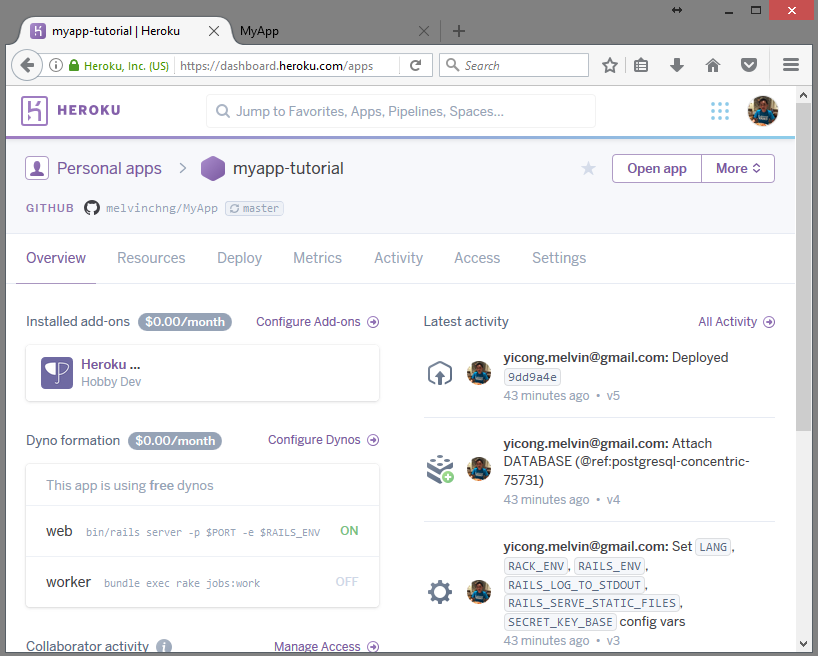 myapp-tutorial | Heroku
MyApp
Heroku, Inc. (US)
https://dashboard.heroku.com/apps
Search
HEROKU
Jump to Favorites, Apps, Pipelines, Spaces...
Personal apps
myapp-tutorial
Open app
More
GITHUB
melvinchng/MyApp
master
Overview
Resources
Deploy
Metrics
Activity
Access
Settings
Installed add-ons
$0.00/month
Configure Add-ons
Heroku ...
Hobby Dev
Dyno formation
$0.00/month
Configure Dynos
This app is using free dynos
web
bin/rails server -p $PORT -e $RAILS_ENV
ON
worker
bundle exec rake jobs:work
OFF
Collaborator activity
Manage Access
Latest activity
All Activity
yicong.melvin@gmail.com: Deployed
9dd9a4e
43 minutes ago • v5
yicong.melvin@gmail.com: Attach
DATABASE (@ref:postgresql-concentric-
75731)
43 minutes ago • v4
yicong.melvin@gmail.com: Set LANG,
RACK_ENV, RAILS_ENV,
RAILS_LOG_TO_STDOUT,
RAILS_SERVE_STATIC_FILES,
SECRET_KEY_BASE config vars
43 minutes ago • v3